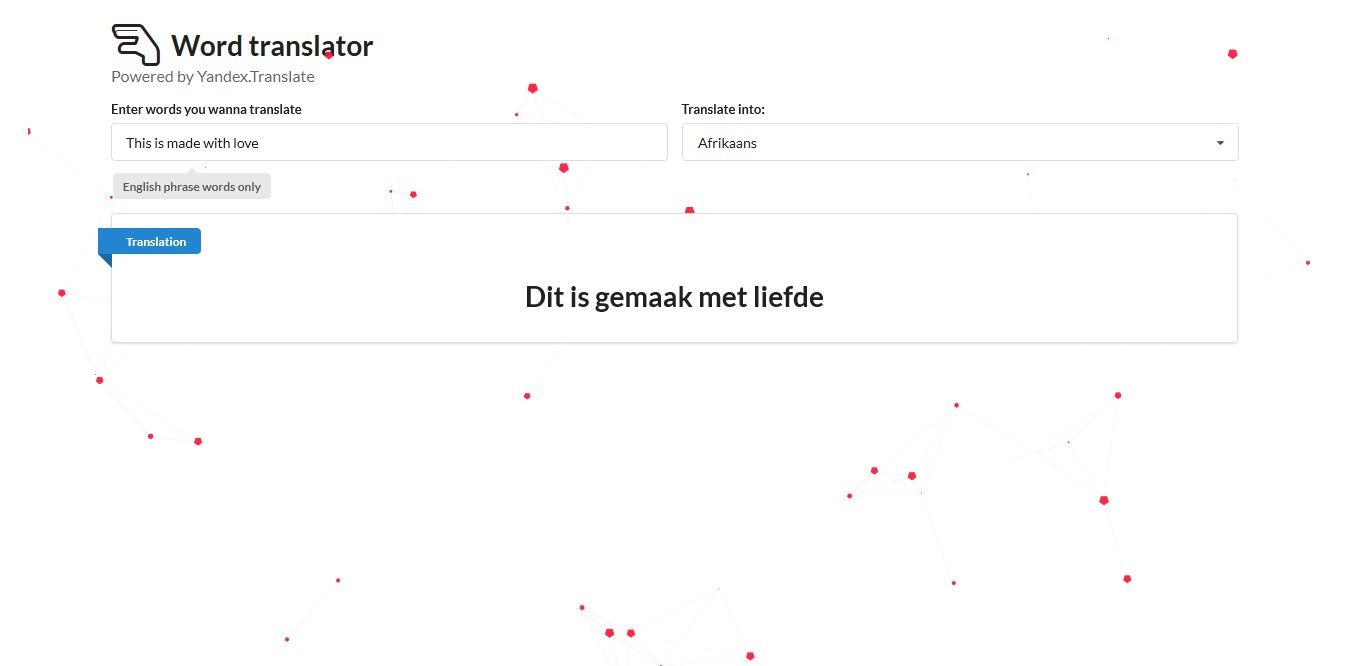 Word translator
Powered by Yandex.Translate
Enter words you wanna translate
Translate into:
This is made with love
Afrikaans
English phrase words only
Translation
Dit is gemaak met liefde